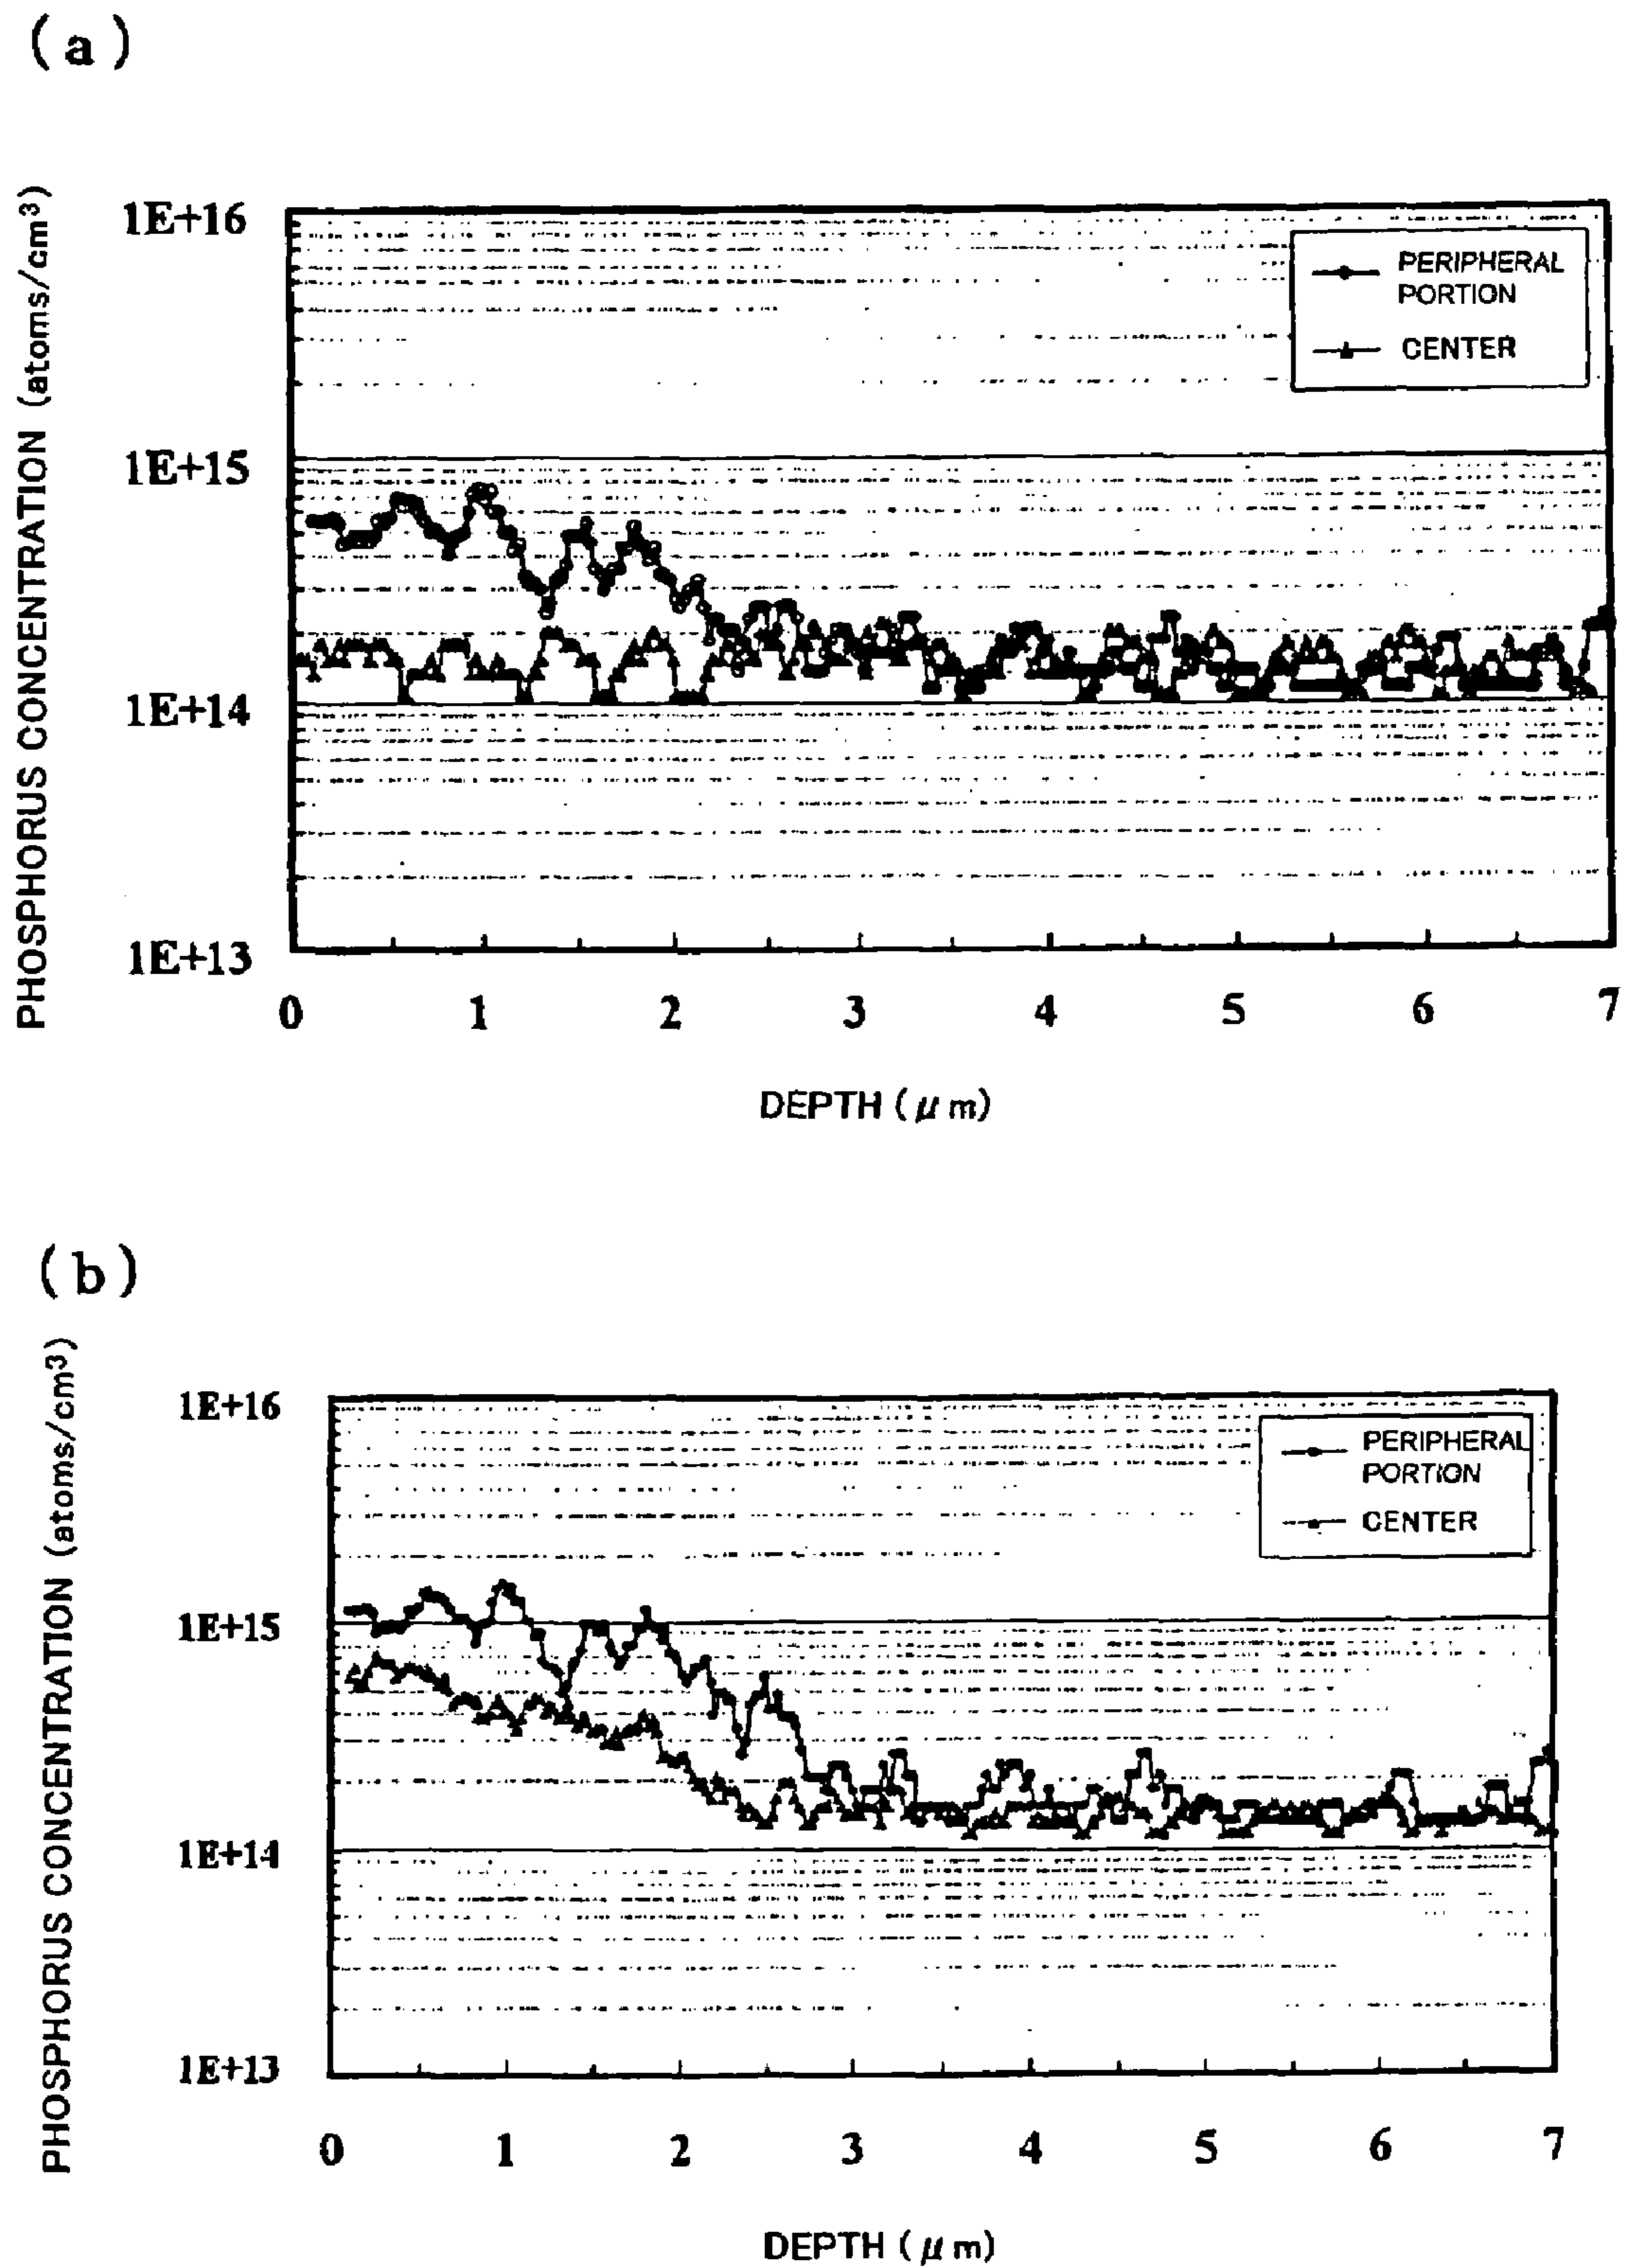 (a)
PHOSPHORUS CONCENTRATION (atoms/cm³)
1E+16
1E+15
1E+14
1E+13
PERIPHERAL
PORTION
CENTER
0 1 2 3 4 5 6 7
DEPTH (μm)
(b)
PHOSPHORUS CONCENTRATION (atoms/cm³)
1E+16
1E+15
1E+14
1E+13
PERIPHERAL
PORTION
CENTER
0 1 2 3 4 5 6 7
DEPTH (μm)